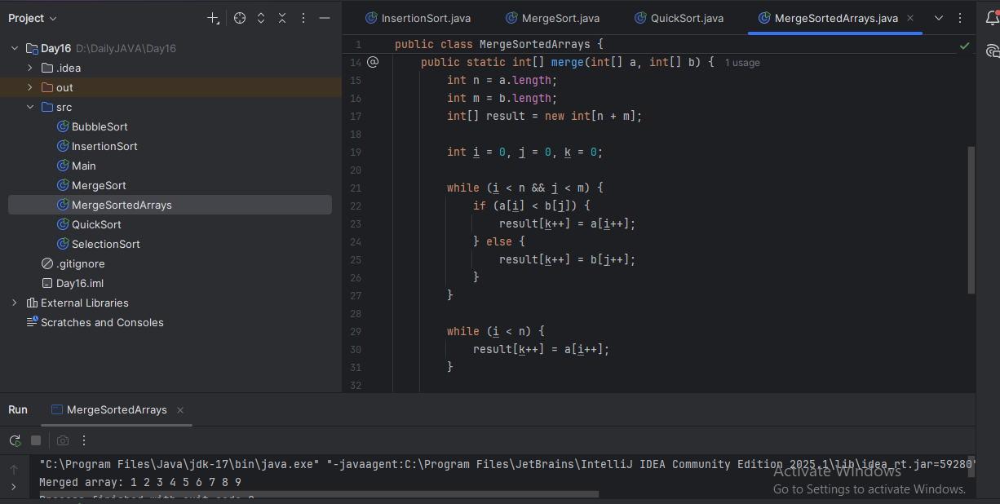 Project
Day16 D:\DailyJAVA\Day16
.idea
out
src
BubbleSort
InsertionSort
Main
MergeSort
MergeSortedArrays
QuickSort
SelectionSort
.gitignore
Day16.iml
External Libraries
Scratches and Consoles
InsertionSort.java MergeSort.java QuickSort.java MergeSortedArrays.java
1 public class MergeSortedArrays {
14 @ public static int[] merge(int[] a, int[] b) { 1 usage
15 int n = a.length;
16 int m = b.length;
17 int[] result = new int[n + m];
18
19 int i = 0, j = 0, k = 0;
20
21 while (i < n && j < m) {
22 if (a[i] < b[j]) {
23 result[k++] = a[i++];
24 } else {
25 result[k++] = b[j++];
26 }
27 }
28
29 while (i < n) {
30 result[k++] = a[i++];
31 }
32
Run MergeSortedArrays
"C:\Program Files\Java\jdk-17\bin\java.exe" "-javaagent:C:\Program Files\JetBrains\IntelliJ IDEA Community Edition 2025.1\lib\idea_rt.jar=59280"
Merged array: 1 2 3 4 5 6 7 8 9
Process finished with exit code 0
Activate Windows
Go to Settings to activate Windows.